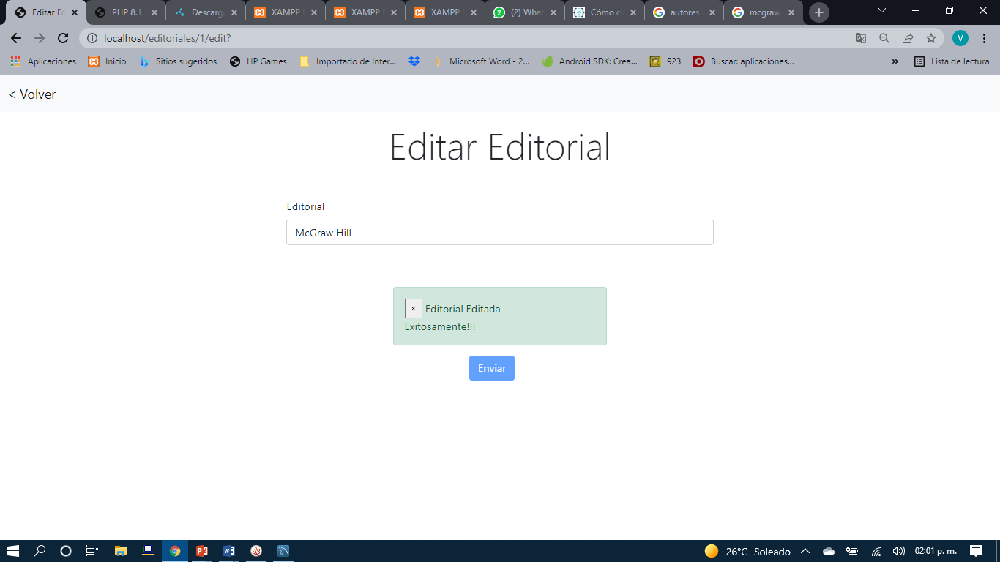 Editar Ec
PHP 8.1.
Descarg
XAMPP
XAMPP
XAMPP
(2) What
Cómo cl
autores
mcgraw
localhost/editoriales/1/edit?
V
Aplicaciones
Inicio
Sitios sugeridos
HP Games
Importado de Inter...
Microsoft Word - 2...
Android SDK: Crea...
923
Buscar: aplicaciones...
»
Lista de lectura
< Volver
Editar Editorial
Editorial
McGraw Hill
× Editorial Editada
Exitosamente!!!
Enviar
26°C Soleado
02:01 p. m.